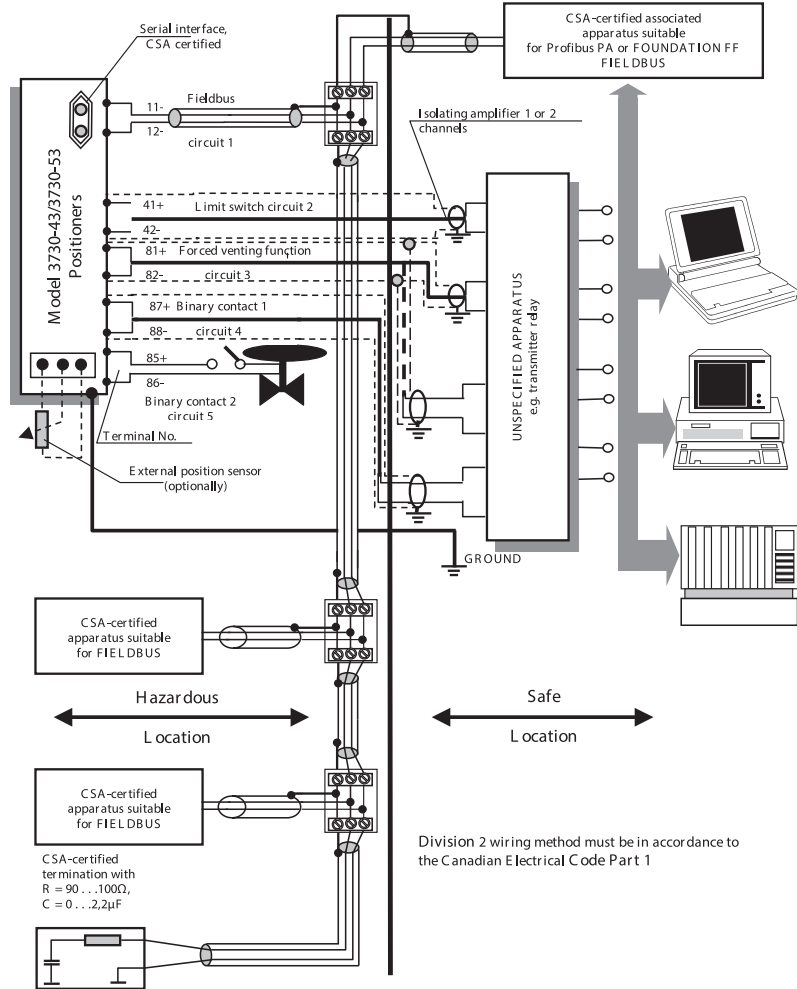 Serial interface,
CSA certified
CSA-certified associated
apparatus suitable
for Profibus PA or FOUNDATION FF
FIELDBUS
Model 3730-43/3730-53
Positioners
11-
12-
Fieldbus
circuit 1
Isolating amplifier 1 or 2
channels
41+ Limit switch circuit 2
42-
81+ Forced venting function
82- circuit 3
87+ Binary contact 1
88- circuit 4
85+
86-
Binary contact 2
circuit 5
Terminal No.
External position sensor
(optionally)
UNSPECIFIED APPARATUS
e.g. transmitter relay
GROUND
CSA-certified
apparatus suitable
for FIELDBUS
Hazardous
Location
Safe
Location
CSA-certified
apparatus suitable
for FIELDBUS
Division 2 wiring method must be in accordance to
the Canadian Electrical Code Part 1
CSA-certified
termination with
R = 90 . . .100Ω,
C = 0 . . .2,2µF